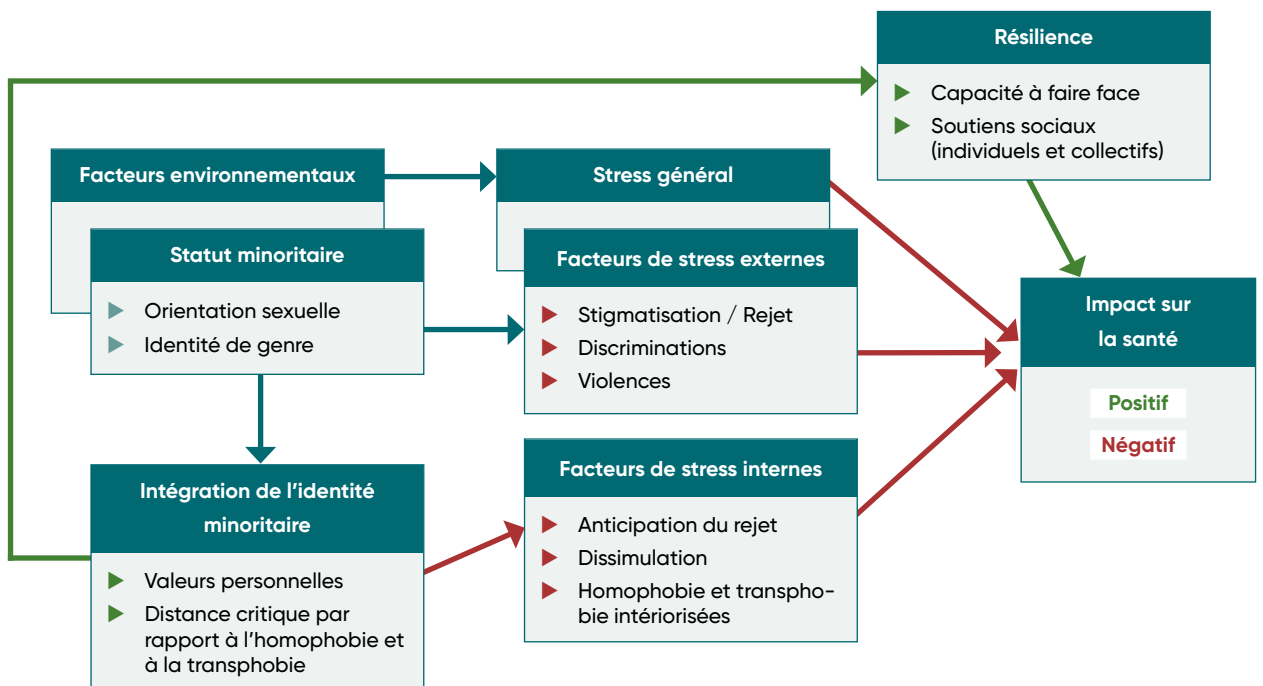 Résilience
Capacité à faire face
Soutiens sociaux
(individuels et collectifs)
Facteurs environnementaux
Stress général
Statut minoritaire
Orientation sexuelle
Identité de genre
Facteurs de stress externes
Stigmatisation / Rejet
Discriminations
Violences
Impact sur
la santé
Positif
Négatif
Intégration de l'identité
minoritaire
Valeurs personnelles
Distance critique par
rapport à l'homophobie et
à la transphobie
Facteurs de stress internes
Anticipation du rejet
Dissimulation
Homophobie et transpho-
bie intériorisées